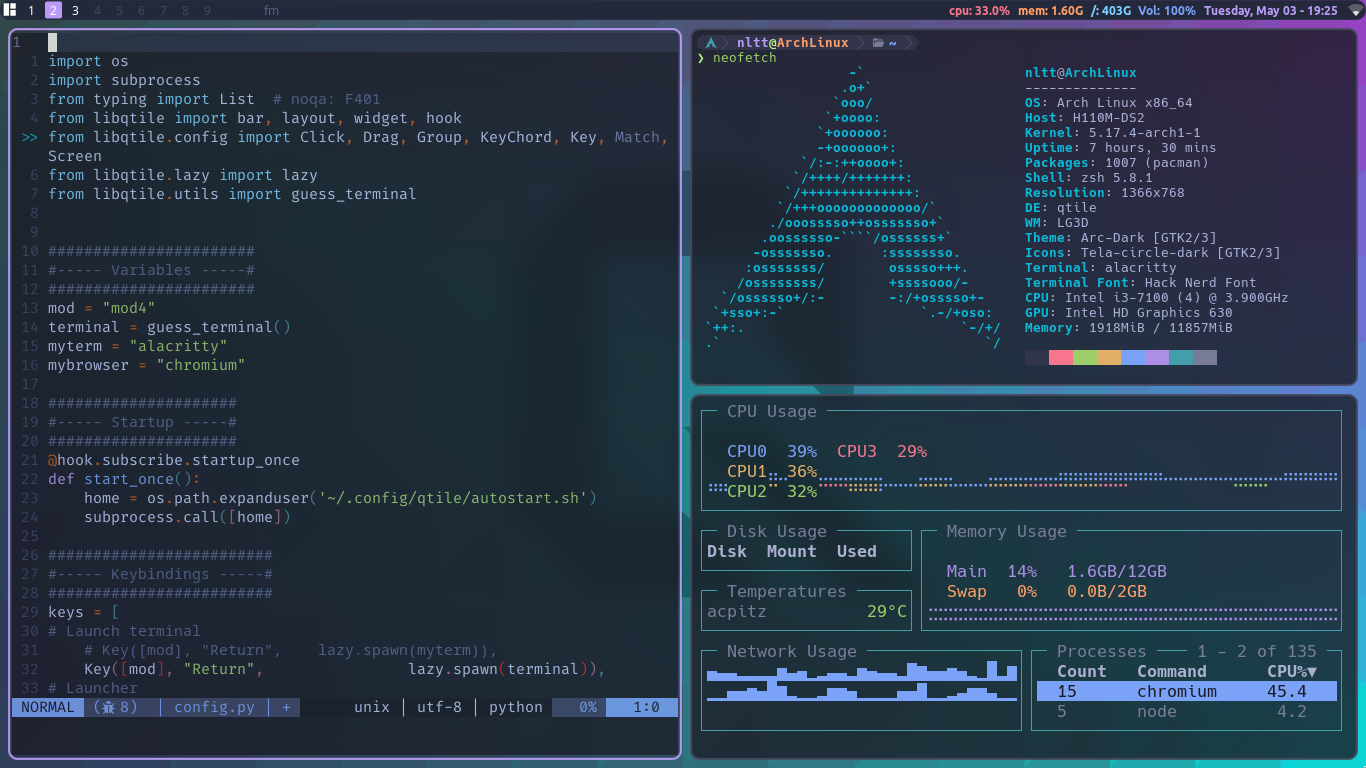 1 2 3 4 5 6 7 8 9 fm cpu: 33.0% mem: 1.60G /: 403G Vol: 100% Tuesday, May 03 - 19:25
1
1 import os
2 import subprocess
3 from typing import List  # noqa: F401
4 from libqtile import bar, layout, widget, hook
>> from libqtile.config import Click, Drag, Group, KeyChord, Key, Match,
Screen
6 from libqtile.lazy import lazy
7 from libqtile.utils import guess_terminal
8
9
10 #######################
11 #----- Variables -----#
12 #######################
13 mod = "mod4"
14 terminal = guess_terminal()
15 myterm = "alacritty"
16 mybrowser = "chromium"
17
18 #####################
19 #----- Startup -----#
20 #####################
21 @hook.subscribe.startup_once
22 def start_once():
23     home = os.path.expanduser('~/.config/qtile/autostart.sh')
24     subprocess.call([home])
25
26 #########################
27 #----- Keybindings -----#
28 #########################
29 keys = [
30 # Launch terminal
31     # Key([mod], "Return",    lazy.spawn(myterm)),
32     Key([mod], "Return",                lazy.spawn(terminal)),
33 # Launcher
NORMAL (8) | config.py | + unix | utf-8 | python 0% 1:0
nltt@ArchLinux ~
❯ neofetch
nltt@ArchLinux
--------------
OS: Arch Linux x86_64
Host: H110M-DS2
Kernel: 5.17.4-arch1-1
Uptime: 7 hours, 30 mins
Packages: 1007 (pacman)
Shell: zsh 5.8.1
Resolution: 1366x768
DE: qtile
WM: LG3D
Theme: Arc-Dark [GTK2/3]
Icons: Tela-circle-dark [GTK2/3]
Terminal: alacritty
Terminal Font: Hack Nerd Font
CPU: Intel i3-7100 (4) @ 3.900GHz
GPU: Intel HD Graphics 630
Memory: 1918MiB / 11857MiB
CPU Usage
CPU0 39% CPU3 29%
CPU1 36%
CPU2 32%
Disk Usage
Disk Mount Used
Temperatures
acpitz 29°C
Memory Usage
Main 14% 1.6GB/12GB
Swap 0% 0.0B/2GB
Network Usage
Processes 1 - 2 of 135
Count Command CPU%▼
15 chromium 45.4
5 node 4.2